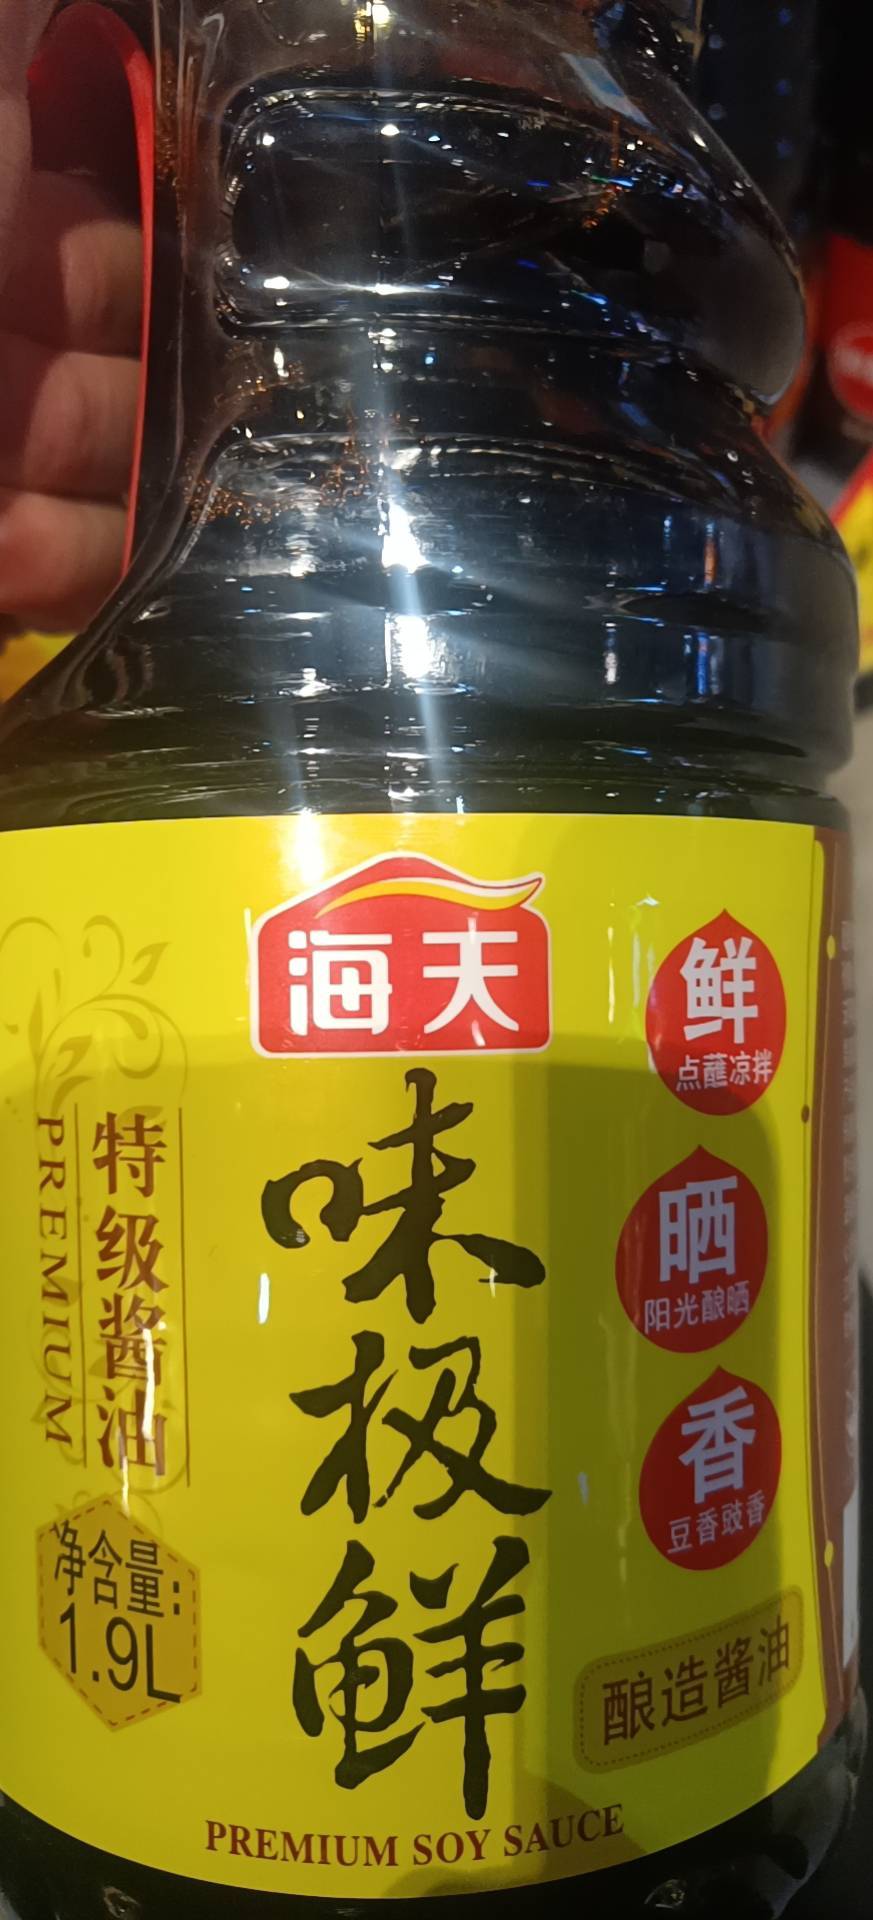 海天
味极鲜
特级酱油
PREMIUM
净含量:
1.9L
鲜
点蘸凉拌
晒
阳光酿晒
香
豆香豉香
酿造酱油
PREMIUM SOY SAUCE